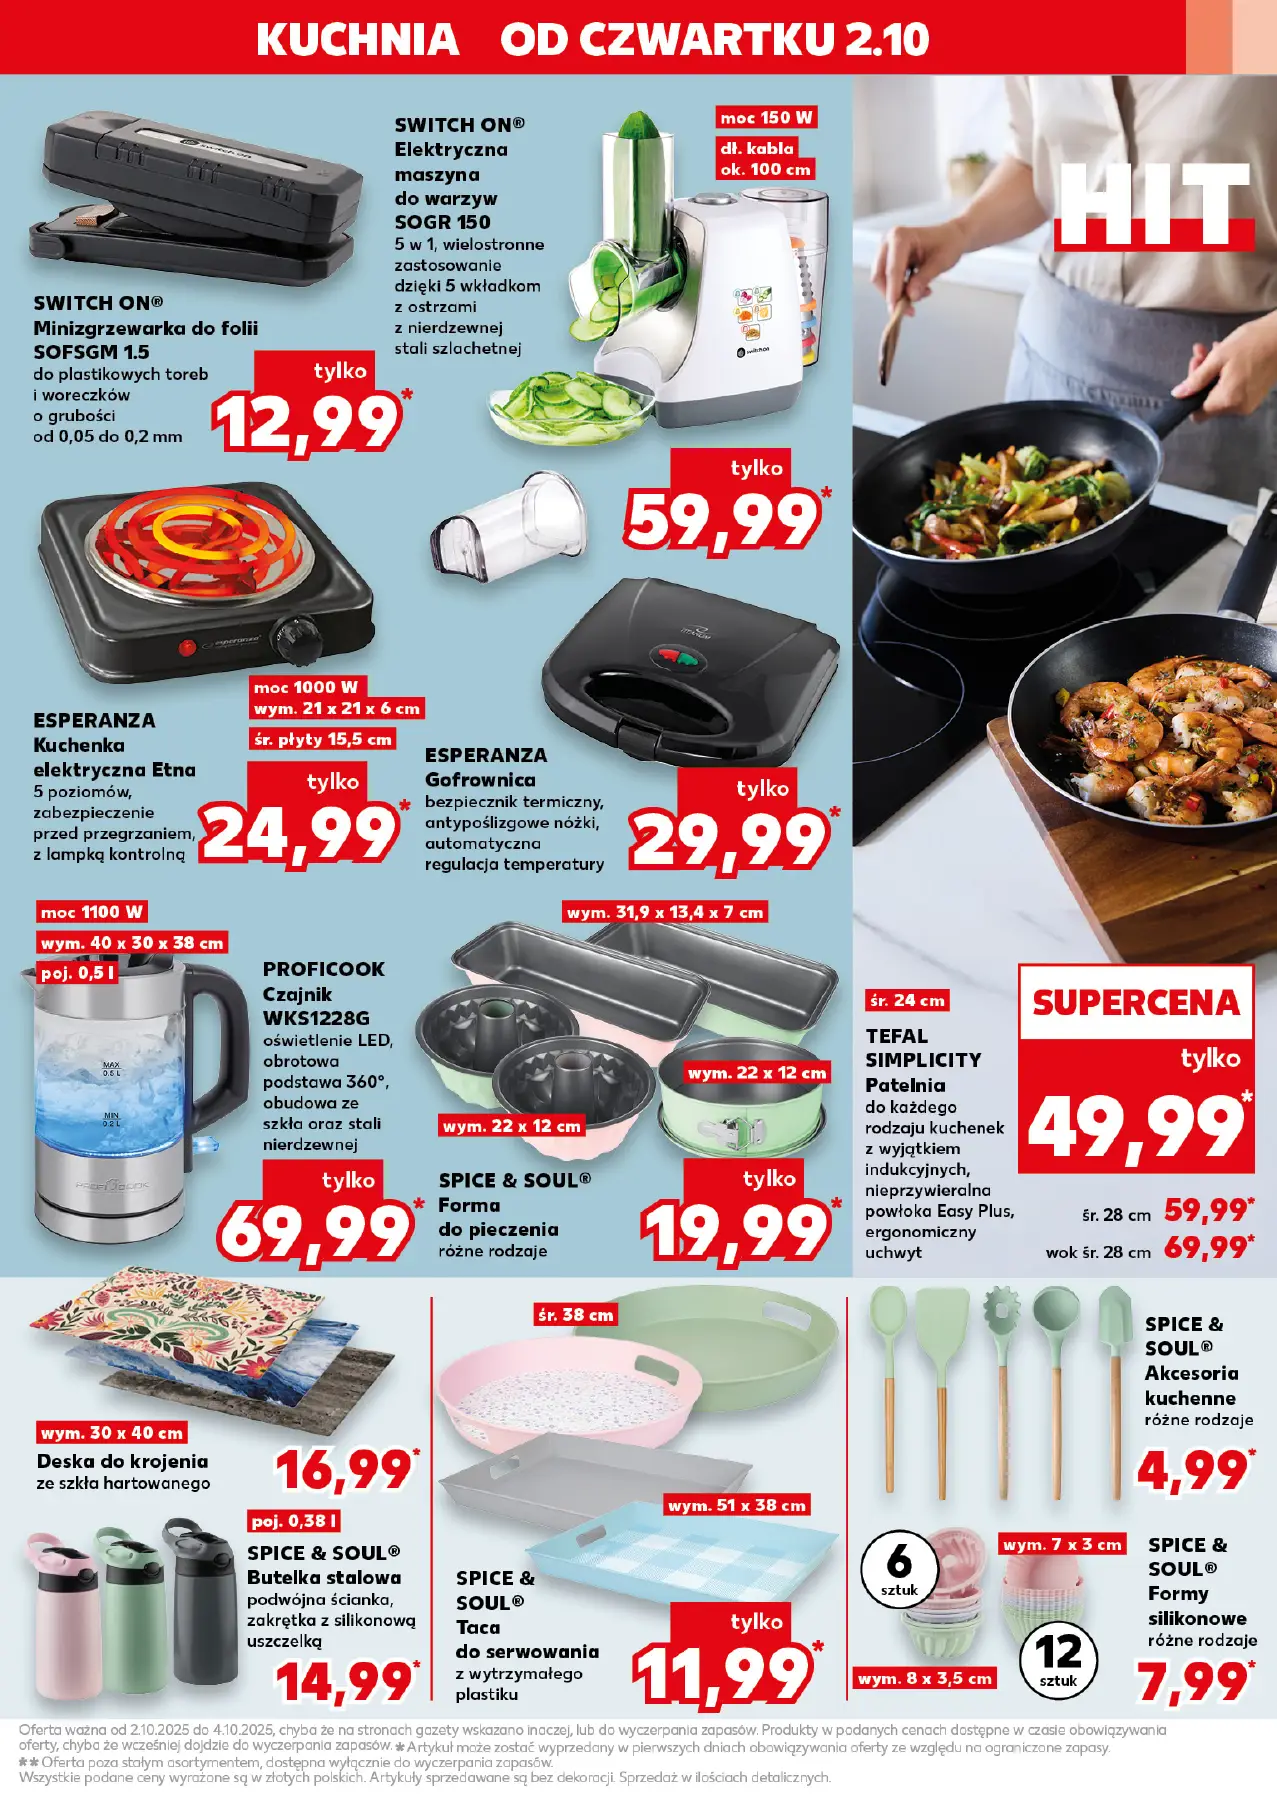 KUCHNIA OD CZWARTKU 2.10
HIT
switch on
SWITCH ON®
Minizgrzewarka do folii
SOFSGM 1.5
do plastikowych toreb
i woreczków
o grubości
od 0,05 do 0,2 mm
tylko
12,99*
SWITCH ON®
Elektryczna
maszyna
do warzyw
SOGR 150
5 w 1, wielostronne
zastosowanie
dzięki 5 wkładkom
z ostrzami
z nierdzewnej
stali szlachetnej
moc 150 W
dł. kabla
ok. 100 cm
switch on
tylko
59,99*
esperanza
moc 1000 W
wym. 21 x 21 x 6 cm
śr. płyty 15,5 cm
ESPERANZA
Kuchenka
elektryczna Etna
5 poziomów,
zabezpieczenie
przed przegrzaniem,
z lampką kontrolną
tylko
24,99*
TITANUM
ESPERANZA
Gofrownica
bezpiecznik termiczny,
antypoślizgowe nóżki,
automatyczna
regulacja temperatury
tylko
29,99*
moc 1100 W
wym. 40 x 30 x 38 cm
poj. 0,5 l
MAX
0.5 L
MIN
0.2 L
PROFI COOK
PROFICOOK
Czajnik
WKS1228G
oświetlenie LED,
obrotowa
podstawa 360°,
obudowa ze
szkła oraz stali
nierdzewnej
tylko
69,99*
wym. 31,9 x 13,4 x 7 cm
wym. 22 x 12 cm
wym. 22 x 12 cm
SPICE & SOUL®
Forma
do pieczenia
różne rodzaje
tylko
19,99*
śr. 24 cm
TEFAL
SIMPLICITY
Patelnia
do każdego
rodzaju kuchenek
z wyjątkiem
indukcyjnych,
nieprzywieralna
powłoka Easy Plus,
ergonomiczny
uchwyt
SUPERCENA
tylko
49,99*
śr. 28 cm 59,99*
wok śr. 28 cm 69,99*
wym. 30 x 40 cm
Deska do krojenia
ze szkła hartowanego
16,99*
poj. 0,38 l
SPICE & SOUL®
Butelka stalowa
podwójna ścianka,
zakrętka z silikonową
uszczelką
14,99*
śr. 38 cm
wym. 51 x 38 cm
SPICE &
SOUL®
Taca
do serwowania
z wytrzymałego
plastiku
tylko
11,99*
SPICE &
SOUL®
Akcesoria
kuchenne
różne rodzaje
4,99*
6
sztuk
wym. 7 x 3 cm
12
sztuk
wym. 8 x 3,5 cm
SPICE &
SOUL®
Formy
silikonowe
różne rodzaje
7,99*
Oferta ważna od 2.10.2025 do 4.10.2025, chyba że na stronach gazety wskazano inaczej, lub do wyczerpania zapasów. Produkty w podanych cenach dostępne w czasie obowiązywania
oferty, chyba że wcześniej dojdzie do wyczerpania zapasów. * Artykuł może zostać wyprzedany w pierwszych dniach obowiązywania oferty ze względu na ograniczone zapasy.
** Oferta poza stałym asortymentem, dostępna wyłącznie do wyczerpania zapasów.
Wszystkie podane ceny wyrażone są w złotych polskich. Artykuły sprzedawane są bez dekoracji. Sprzedaż w ilościach detalicznych.